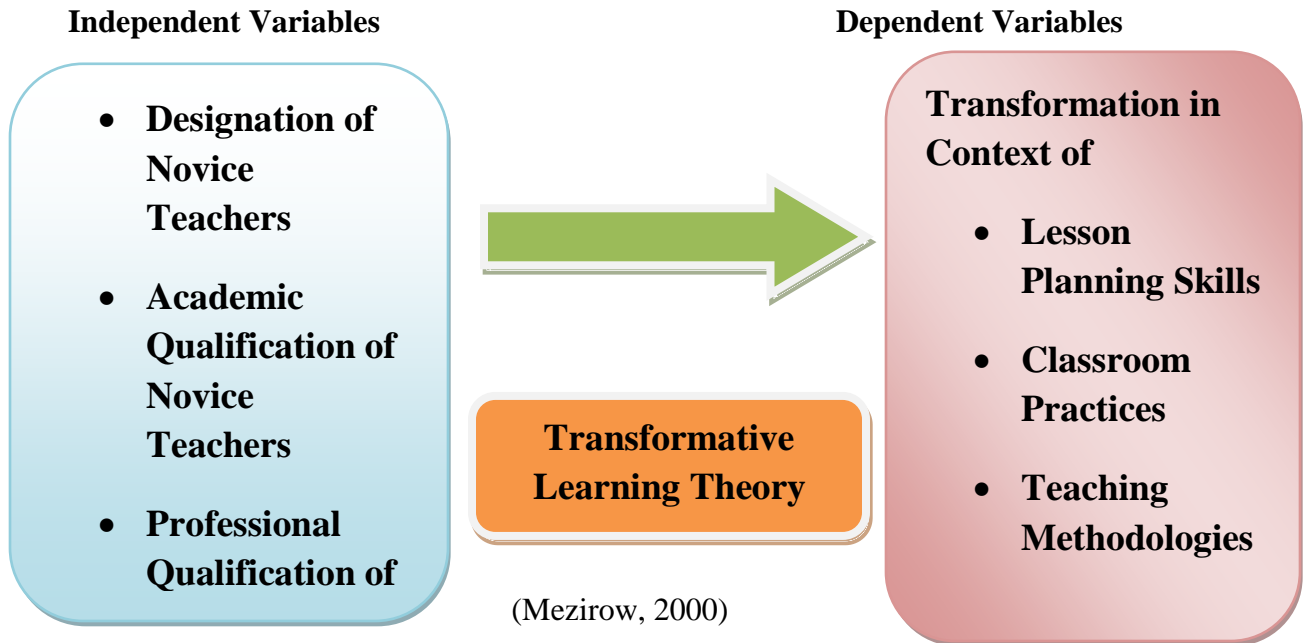 Independent Variables
Dependent Variables
• Designation of
Novice
Teachers
• Academic
Qualification of
Novice
Teachers
• Professional
Qualification of
Transformative
Learning Theory
(Mezirow, 2000)
Transformation in
Context of
• Lesson
Planning Skills
• Classroom
Practices
• Teaching
Methodologies